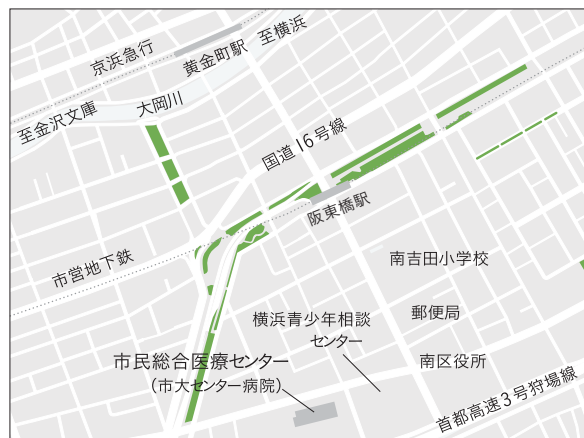 京浜急行
黄金町駅
至横浜
至金沢文庫
大岡川
国道16号線
阪東橋駅
市営地下鉄
南吉田小学校
横浜青少年相談
センター
郵便局
市民総合医療センター
(市大センター病院)
南区役所
首都高速3号狩場線